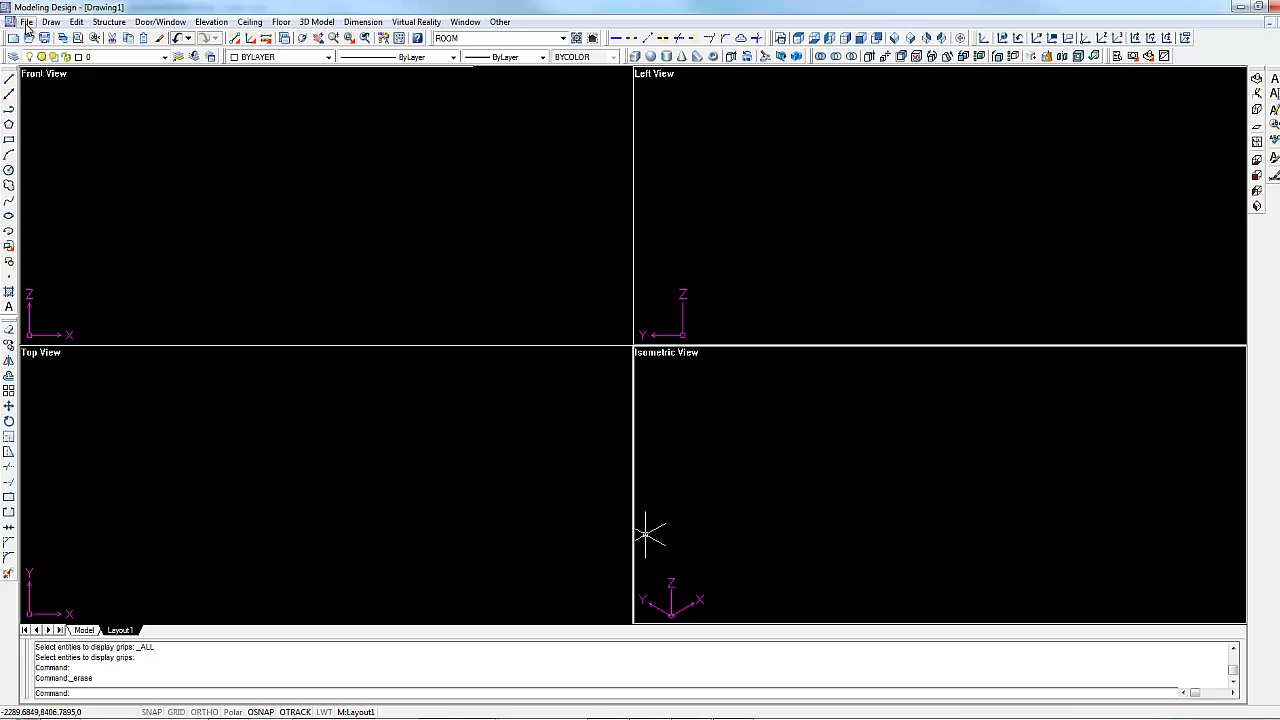 Modeling Design - [Drawing1]
File Draw Edit Structure Door/Window Elevation Ceiling Floor 3D Model Dimension Virtual Reality Window Other
ROOM
0 BYLAYER ByLayer ByLayer BYCOLOR
Front View
Left View
Z
X
Z
Y
Top View
Isometric View
Y
X
Z
Y X
A
Model Layout1
Select entities to display grips: _ALL
Select entities to display grips:
Command:
Command:_erase
Command:
-2289.6849,8406.7895,0 SNAP GRID ORTHO Polar OSNAP OTRACK LWT M:Layout1